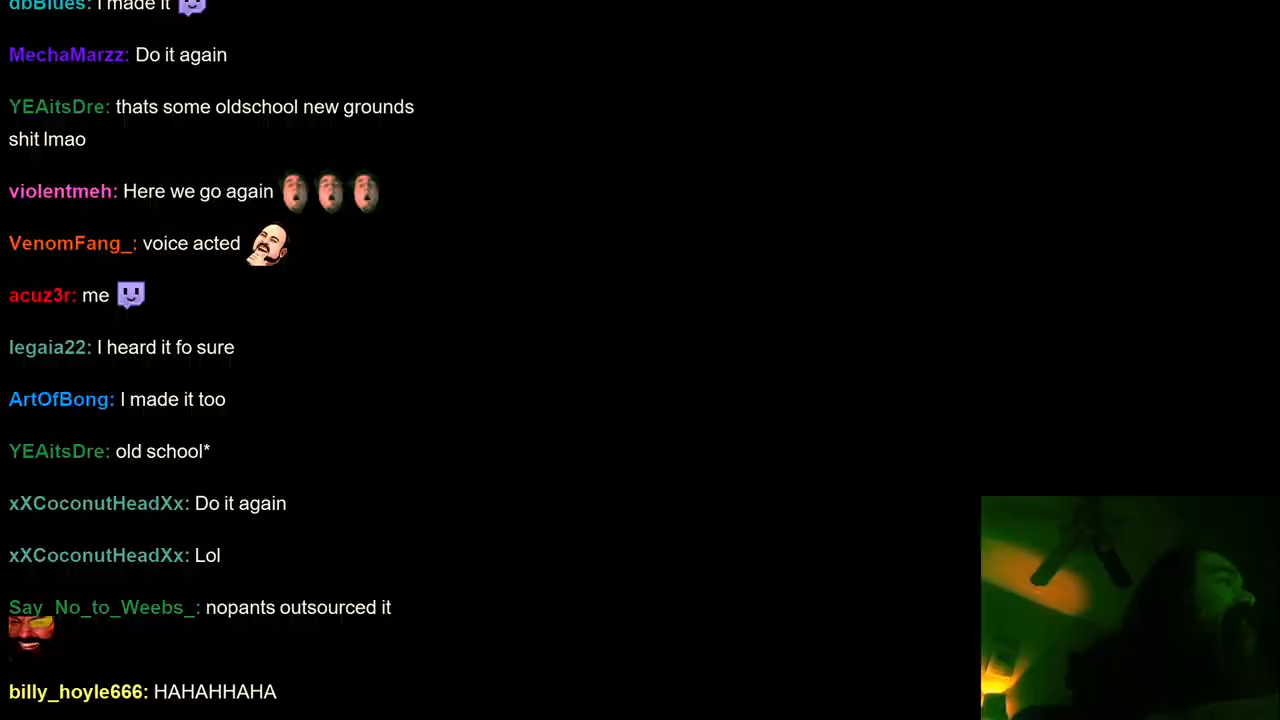 dbBlues: I made it
MechaMarzz: Do it again
YEAitsDre: thats some oldschool new grounds
shit lmao
violentmeh: Here we go again
VenomFang_: voice acted
acuz3r: me
legaia22: I heard it fo sure
ArtOfBong: I made it too
YEAitsDre: old school*
xXCoconutHeadXx: Do it again
xXCoconutHeadXx: Lol
Say_No_to_Weebs_: nopants outsourced it
billy_hoyle666: HAHAHHAHA